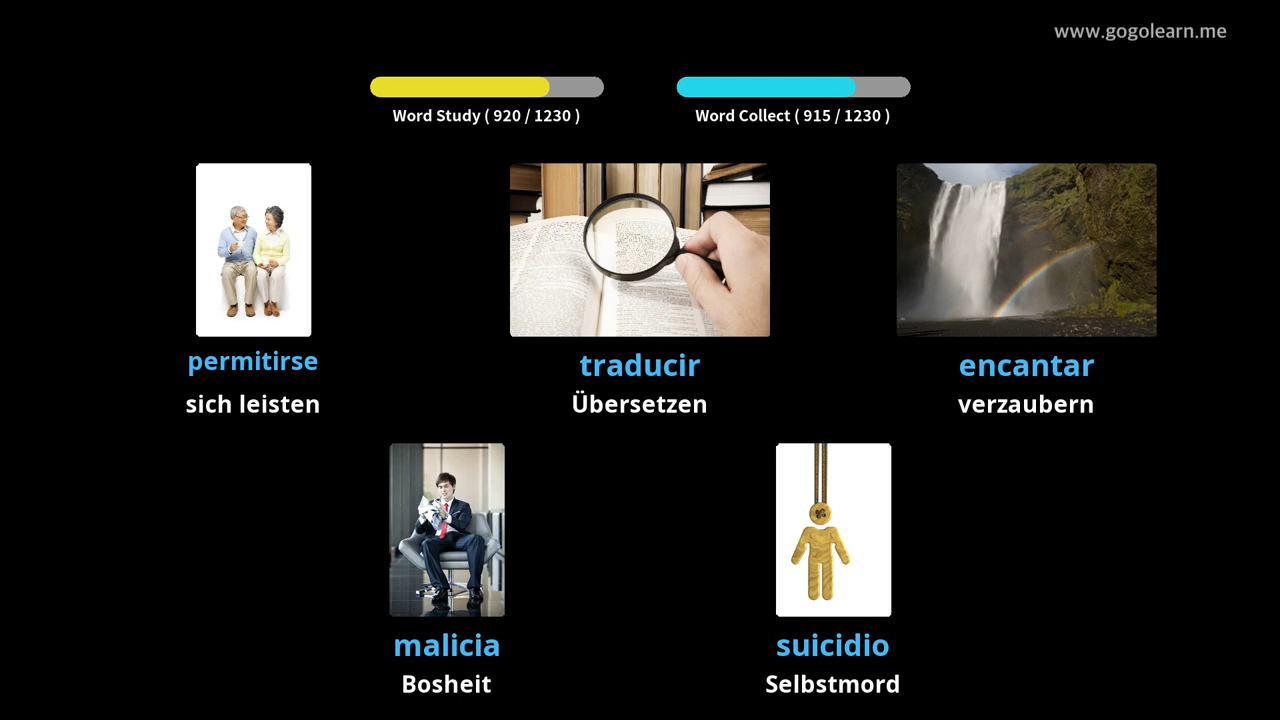 www.gogolearn.me
Word Study ( 920 / 1230 )
Word Collect ( 915 / 1230 )
permitirse
traducir
encantar
sich leisten
Übersetzen
verzaubern
malicia
suicidio
Bosheit
Selbstmord